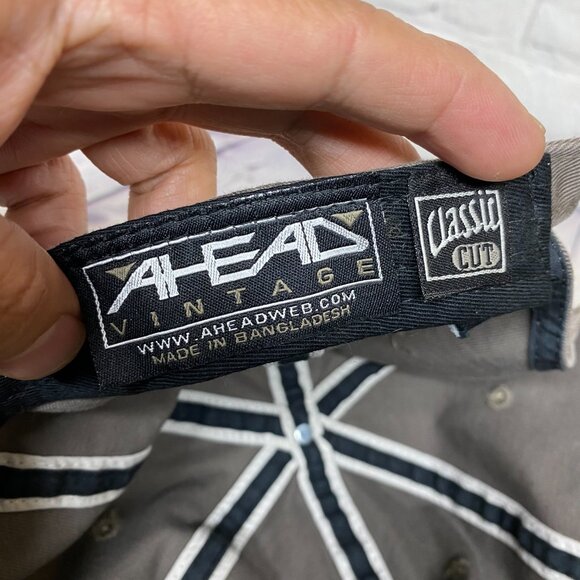 AHEAD
VINTAGE
WWW.AHEADWEB.COM
MADE IN BANGLADESH
Classic
CUT